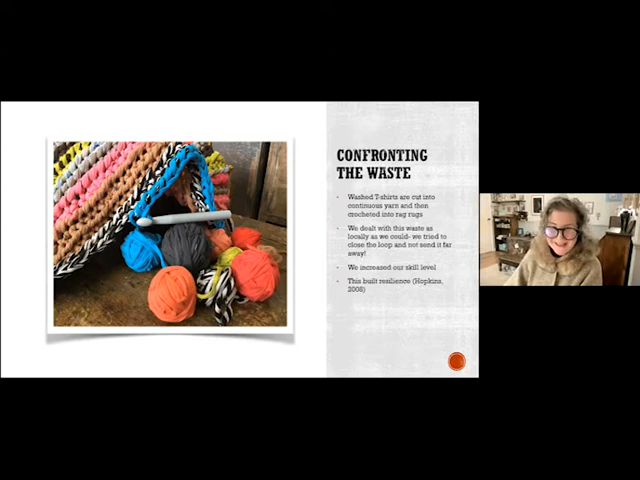 CONFRONTING
THE WASTE
Washed T-shirts are cut into
continuous yarn and then
crocheted into rag rugs
We dealt with this waste as
locally as we could- we tried to
close the loop and not send it far
away!
We increased our skill level
This built resilience (Hopkins,
2008)